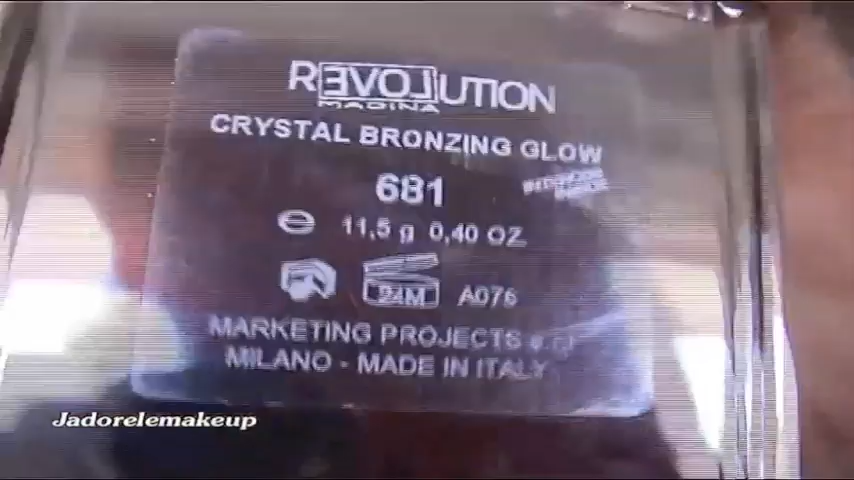 REVOLUTION
MADINA
CRYSTAL BRONZING GLOW
681
11,5 g 0,40 OZ
24M A076
MARKETING PROJECTS
MILANO - MADE IN ITALY
Jadorelemakeup